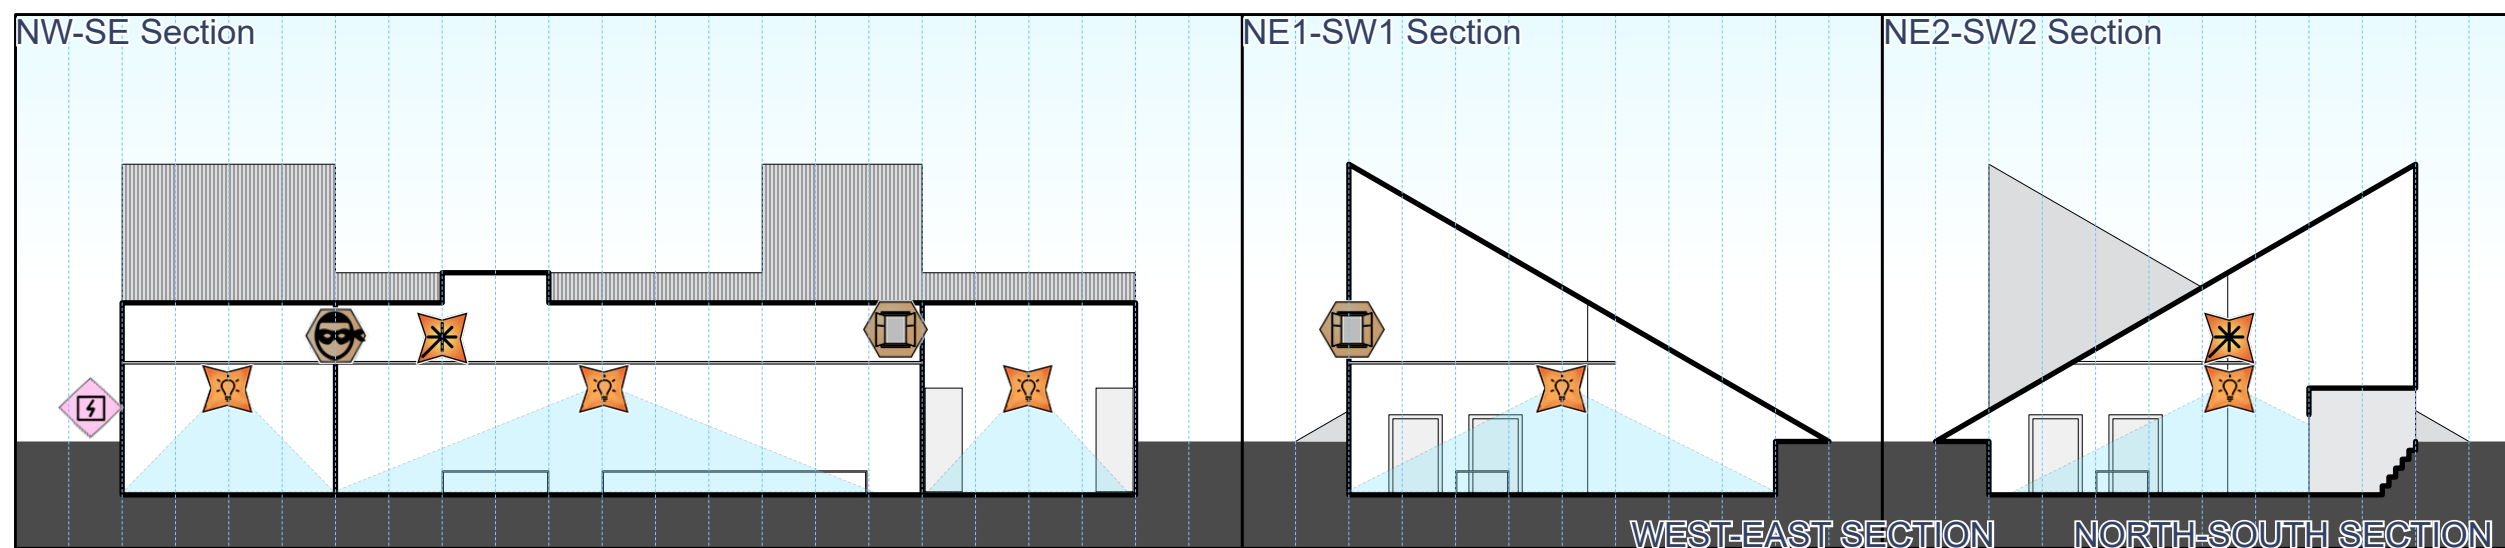 NW-SE Section
NE1-SW1 Section
NE2-SW2 Section
WEST-EAST SECTION
NORTH-SOUTH SECTION